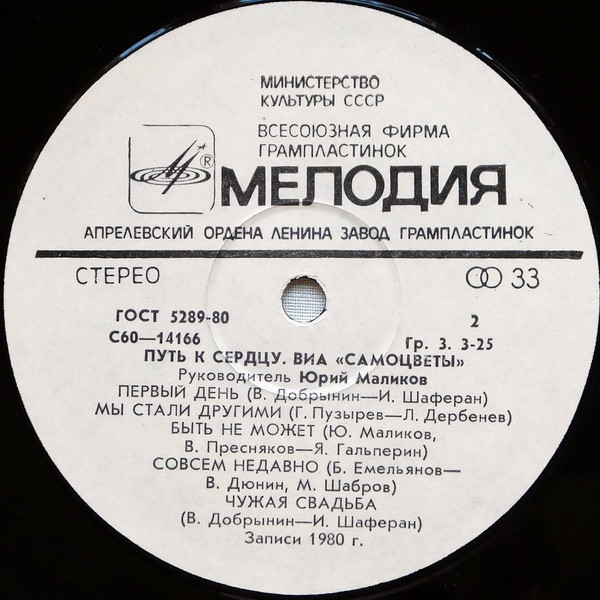 МИНИСТЕРСТВО
КУЛЬТУРЫ СССР
ВСЕСОЮЗНАЯ ФИРМА
ГРАМПЛАСТИНОК
® МЕЛОДИЯ
АПРЕЛЕВСКИЙ ОРДЕНА ЛЕНИНА ЗАВОД ГРАМПЛАСТИНОК
СТЕРЕО 33
ГОСТ 5289-80 2
С60—14166 Гр. 3. 3-25
ПУТЬ К СЕРДЦУ. ВИА «САМОЦВЕТЫ»
Руководитель Юрий Маликов
ПЕРВЫЙ ДЕНЬ (В. Добрынин—И. Шаферан)
МЫ СТАЛИ ДРУГИМИ (Г. Пузырев—Л. Дербенев)
БЫТЬ НЕ МОЖЕТ (Ю. Маликов,
В. Пресняков—Я. Гальперин)
СОВСЕМ НЕДАВНО (Б. Емельянов—
В. Дюнин, М. Шабров)
ЧУЖАЯ СВАДЬБА
(В. Добрынин—И. Шаферан)
Записи 1980 г.